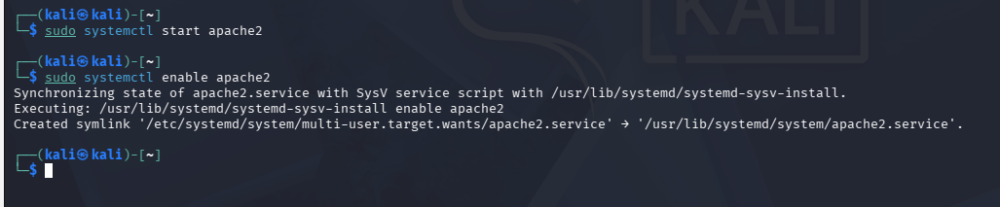 KALI
┌──(kali㉿kali)-[~]
└─$ sudo systemctl start apache2
┌──(kali㉿kali)-[~]
└─$ sudo systemctl enable apache2
Synchronizing state of apache2.service with SysV service script with /usr/lib/systemd/systemd-sysv-install.
Executing: /usr/lib/systemd/systemd-sysv-install enable apache2
Created symlink '/etc/systemd/system/multi-user.target.wants/apache2.service' → '/usr/lib/systemd/system/apache2.service'.
┌──(kali㉿kali)-[~]
└─$